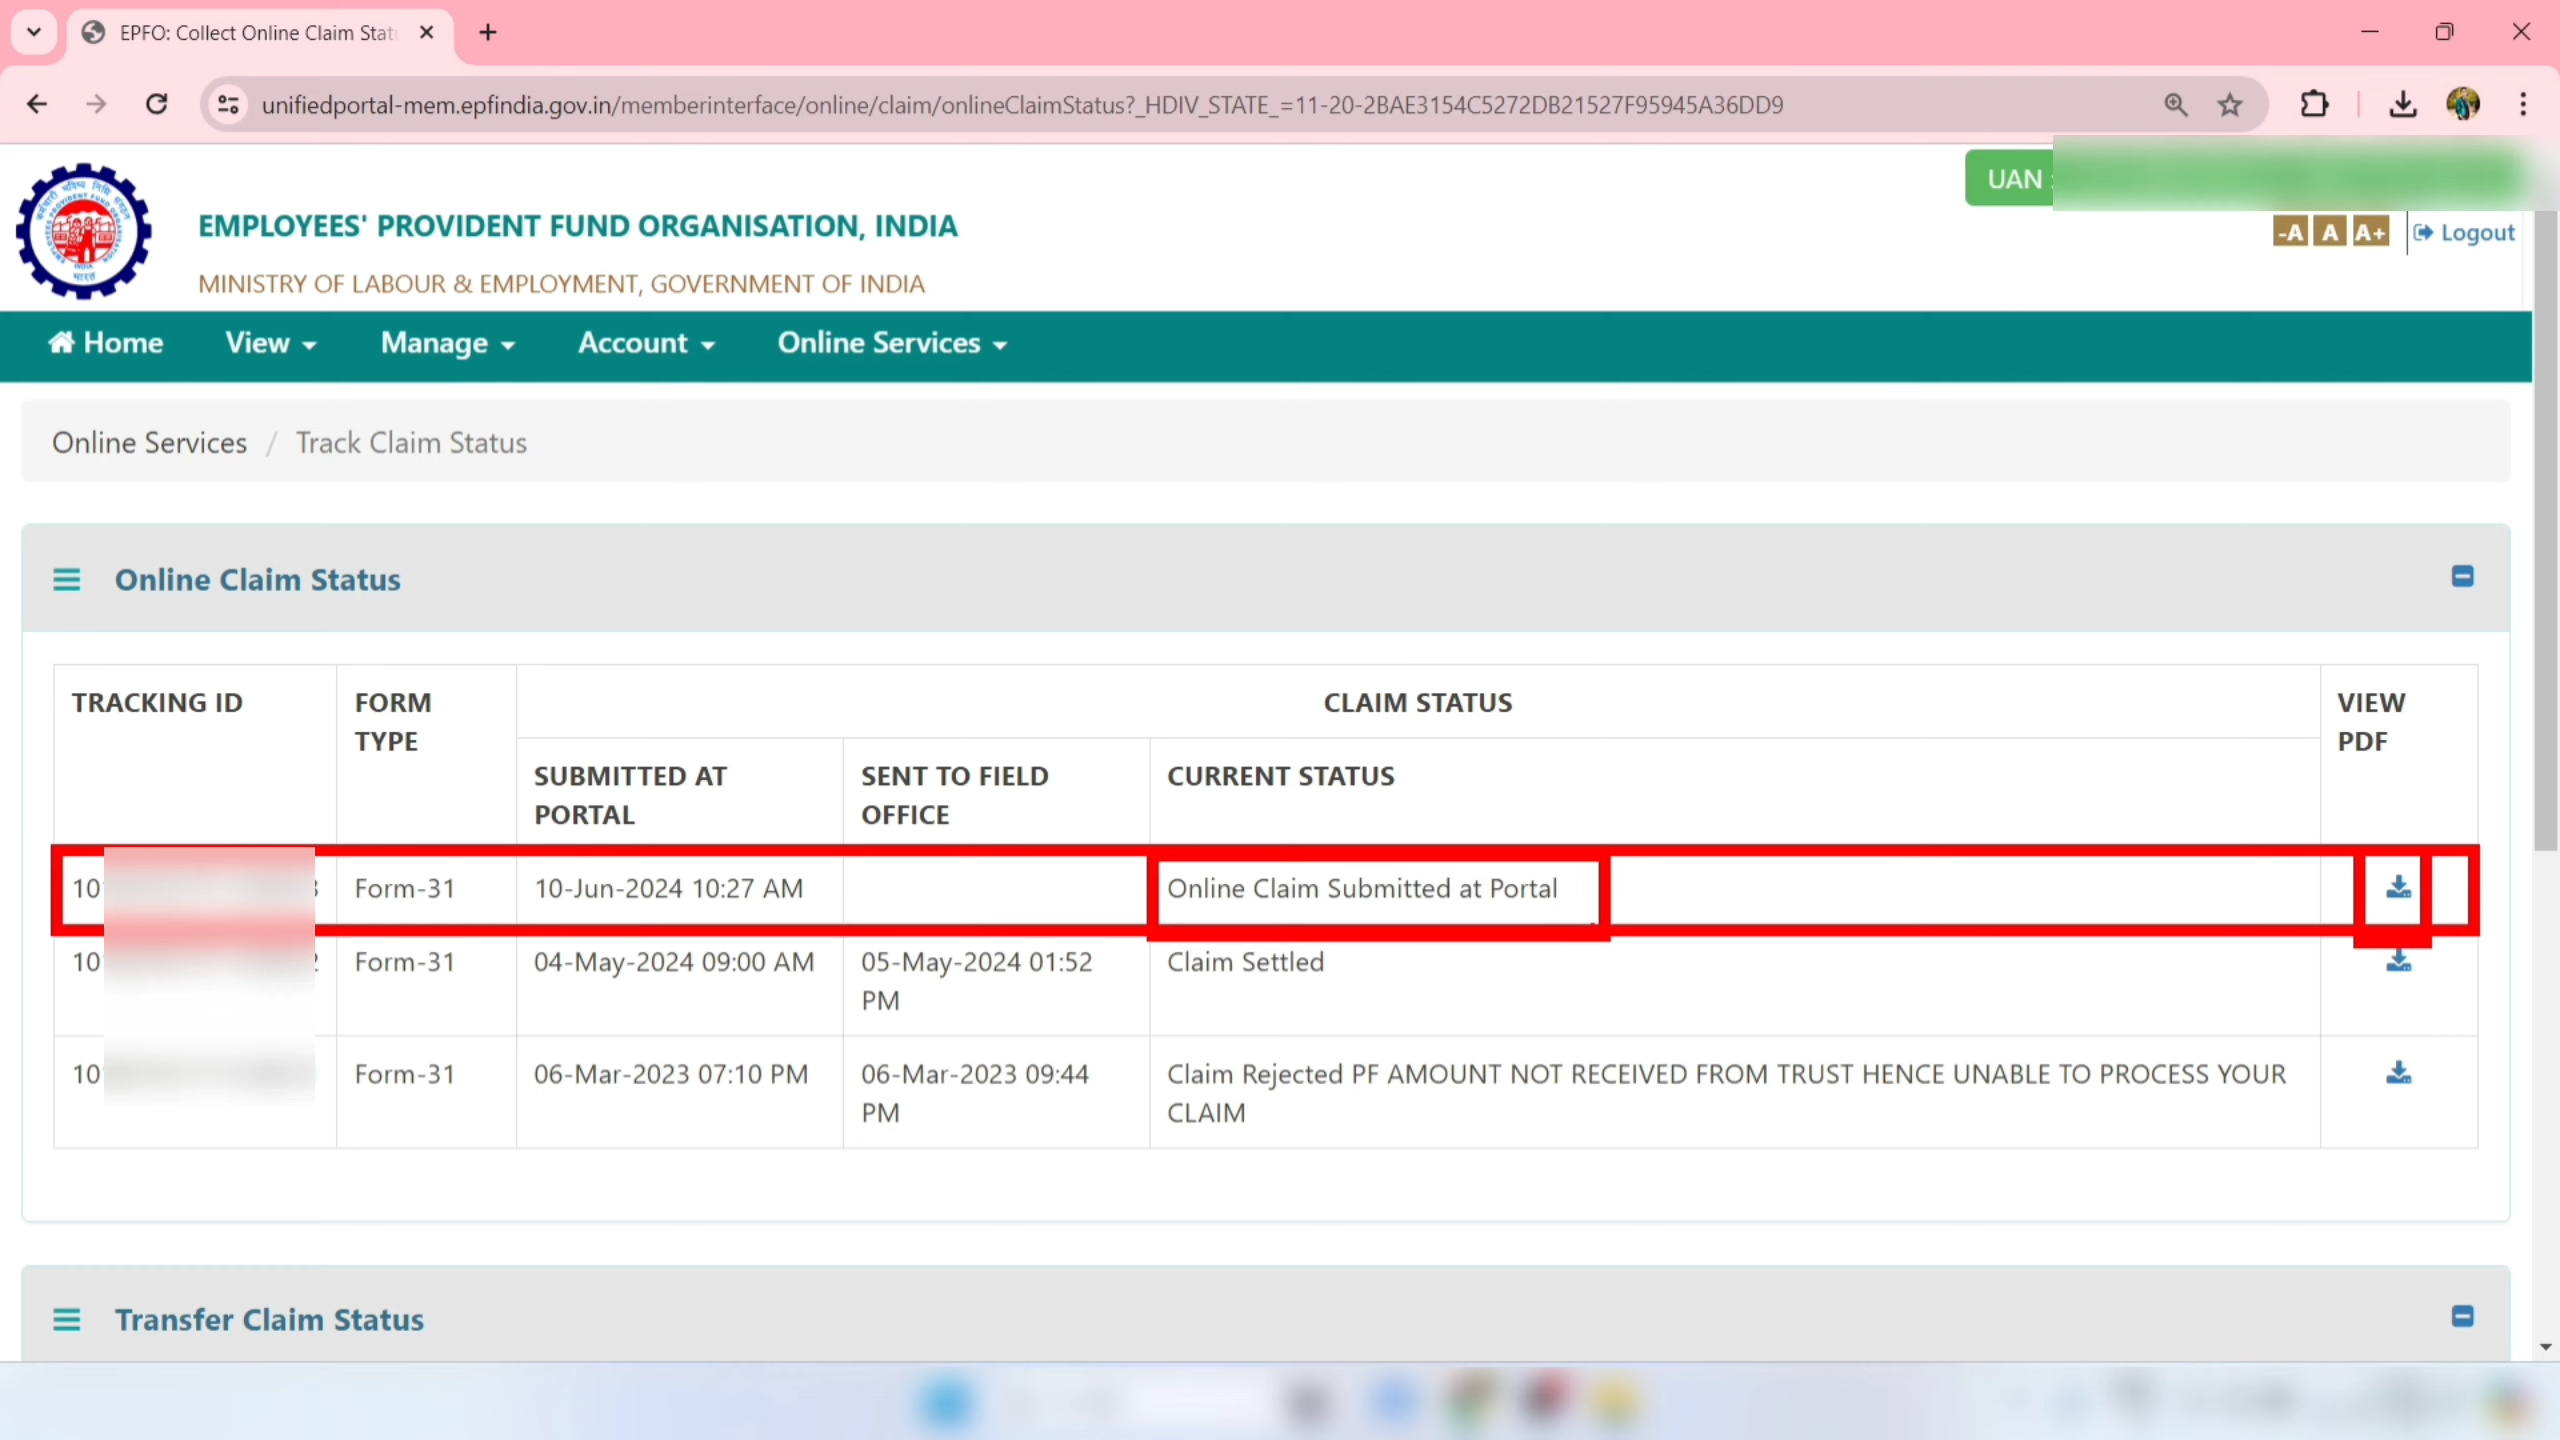 EPFO: Collect Online Claim Stat
unifiedportal-mem.epfindia.gov.in/memberinterface/online/claim/onlineClaimStatus?_HDIV_STATE_=11-20-2BAE3154C5272DB21527F95945A36DD9
UAN :
EMPLOYEES' PROVIDENT FUND ORGANISATION, INDIA
-A A A+ Logout
MINISTRY OF LABOUR & EMPLOYMENT, GOVERNMENT OF INDIA
Home View Manage Account Online Services
Online Services / Track Claim Status
Online Claim Status
TRACKING ID FORM CLAIM STATUS VIEW
TYPE PDF
SUBMITTED AT SENT TO FIELD CURRENT STATUS
PORTAL OFFICE
10 Form-31 10-Jun-2024 10:27 AM Online Claim Submitted at Portal
10 Form-31 04-May-2024 09:00 AM 05-May-2024 01:52 Claim Settled
PM
10 Form-31 06-Mar-2023 07:10 PM 06-Mar-2023 09:44 Claim Rejected PF AMOUNT NOT RECEIVED FROM TRUST HENCE UNABLE TO PROCESS YOUR
PM CLAIM
Transfer Claim Status